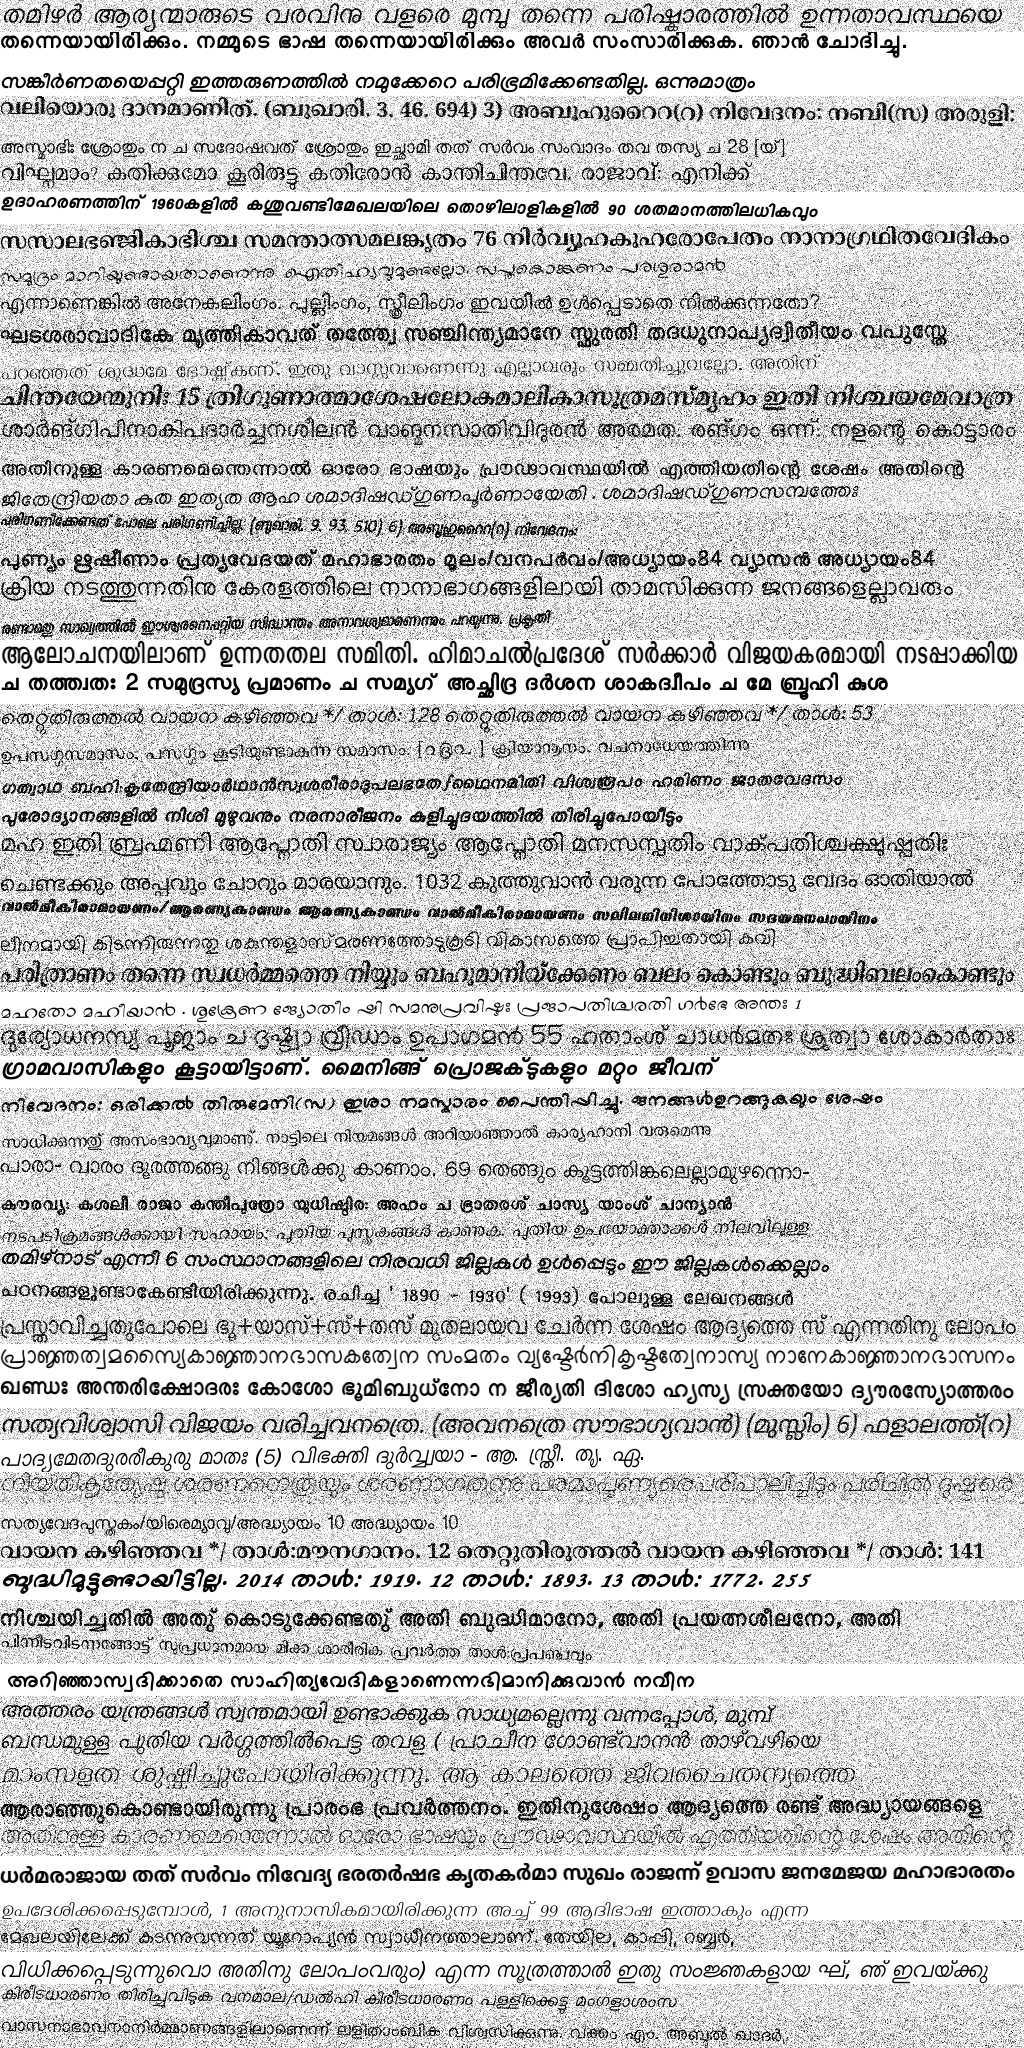 തമിഴർ ആര്യന്മാരുടെ വരവിനു വളരെ മുമ്പു തന്നെ പരിഷ്കാരത്തിൽ ഉന്നതാവസ്ഥയെ
തന്നെയായിരിക്കും. നമ്മുടെ ഭാഷ തന്നെയായിരിക്കും അവർ സംസാരിക്കുക. ഞാൻ ചോദിച്ചു.
സങ്കീർണതയെപ്പറ്റി ഇത്തരുണത്തിൽ നമുക്കേറെ പരിഭ്രമിക്കേണ്ടതില്ല. ഒന്നുമാത്രം
വലിയൊരു ദാനമാണിത്. (ബുഖാരി. 3. 46. 694) 3) അബൂഹുറൈറ(റ) നിവേദനം: നബി(സ) അരുളി:
അസ്മാഭിഃ ശ്രോതും ന ച സദോഷവത് ശ്രോതും ഇച്ഛാമി തത് സർവം സംവാദം തവ തസ്യ ച 28 [യ്]
വിഘ്നമാം? കതിക്കുമോ കൂരിരുട്ടു കതിരോൻ കാന്തിചിന്തവേ. രാജാവ്: എനിക്ക്
ഉദാഹരണത്തിന് 1960കളിൽ കശുവണ്ടിമേഖലയിലെ തൊഴിലാളികളിൽ 90 ശതമാനത്തിലധികവും
സസാലഭഞ്ജികാഭിശ്ച സമന്താത്സമലങ്കൃതം 76 നിർവ്യൂഹകുഹരോപേതം നാനാഗ്രഥിതവേദികം
സമുദ്രം മാറിയുണ്ടായതാണെന്നു. ഐതിഹ്യവുമുണ്ടല്ലോ. സപ്തകൊങ്കണം പരശുരാമൻ
എന്നാണെങ്കിൽ അനേകലിംഗം. പുല്ലിംഗം, സ്ത്രീലിംഗം ഇവയിൽ ഉൾപ്പെടാതെ നിൽക്കുന്നതോ?
ഘടശരാവാദികേ മൃത്തികാവത് തത്ത്വേ സഞ്ചിന്ത്യമാനേ സ്ഫുരതി തദധുനാപ്യദ്വിതീയം വപുസ്തേ
പറഞ്ഞത് ശുദ്ധമേ ഭോഷ്ക്കണ്. ഇതു വാസ്തവാണെന്നു എല്ലാവരും സമ്മതിച്ചുവല്ലോ. അതിന്
ചിന്തയേന്മുനിഃ 15 ത്രിഗുണാത്മാശേഷലോകമാലികാസൂത്രമസ്മ്യഹം ഇതി നിശ്ചയമേവാത്ര
ശാർങ്ഗിപിനാകിപദാർച്ചനശീലൻ വാങ്മനസാതിവിദൂരൻ അരമത. രങ്ഗം ഒന്ന്: നളന്റെ കൊട്ടാരം
അതിനുള്ള കാരണമെന്തെന്നാൽ ഓരോ ഭാഷയും പ്രൗഢാവസ്ഥയിൽ എത്തിയതിന്റെ ശേഷം അതിന്റെ
ജിതേന്ദ്രിയതാ കുത ഇത്യത ആഹ ശമാദിഷഡ്ഗുണപൂർണായേതി . ശമാദിഷഡ്ഗുണസമ്പത്തേഃ
പരിഗണിക്കേണ്ടത് പോലെ പരിഗണിച്ചില്ല. (ബുഖാരി. 9. 93. 510) 6) അബൂഹുറൈറ(റ) നിവേദനം:
പുണ്യം ഋഷീണാം പ്രത്യവേദയത് മഹാഭാരതം മൂലം/വനപർവം/അധ്യായം84 വ്യാസൻ അധ്യായം84
ക്രിയ നടത്തുന്നതിനു കേരളത്തിലെ നാനാഭാഗങ്ങളിലായി താമസിക്കുന്ന ജനങ്ങളെല്ലാവരും
രണ്ടാമതു സാംഖ്യത്തിൽ ഈശ്വരനെപ്പറ്റിയ സിദ്ധാന്തം അനാവശ്യമാണെന്നും പറയുന്നു. പ്രകൃതി
ആലോചനയിലാണ് ഉന്നതതല സമിതി. ഹിമാചൽപ്രദേശ് സർക്കാർ വിജയകരമായി നടപ്പാക്കിയ
ച തത്ത്വതഃ 2 സമുദ്രസ്യ പ്രമാണം ച സമ്യഗ് അച്ഛിദ്ര ദർശന ശാകദ്വീപം ച മേ ബ്രൂഹി കുശ
തെറ്റുതിരുത്തൽ വായന കഴിഞ്ഞവ */ താൾ: 128 തെറ്റുതിരുത്തൽ വായന കഴിഞ്ഞവ */ താൾ: 53
ഉപസഗ്ഗസമാസം. പസഗ്ഗം കൂടിയുണ്ടാകുന്ന സമാസം. ക്രിയാന്യൂനം. വചനാധേയത്തിന്നു
ഗത്വാഥ ബഹിഃകൃതേന്ദ്രിയാർഥാൻസ്വശരീരാദുപലഭതേ/ഥൈനമിതി വിശ്വരൂപം ഹരിണം ജാതവേദസം
പൂരോദ്യാനങ്ങളിൽ നിശി മുഴുവനും നരനാരീജനം കുളിച്ചുദയത്തിൽ തിരിച്ചുപോയീടും
മഹ ഇതി ബ്രഹ്മണി ആപ്നോതി സ്വാരാജ്യം ആപ്നോതി മനസസ്പതിം വാക്പതിശ്ചക്ഷുഷ്പതിഃ
ചെണ്ടക്കും അപ്പവും ചോറും മാരയാന്നും. 1032 കുത്തുവാൻ വരുന്ന പോത്തോടു വേദം ഓതിയാൽ
വാൽമീകിരാമായണം/ആരണ്യകാണ്ഡം ആരണ്യകാണ്ഡം വാൽമീകിരാമായണം സലിലനിനിശായിനം സദയമനപായിനം
ലീനമായി കിടന്നിരുന്നതു ശകുന്തളാസ്മരണത്തോടുകൂടി വികാസത്തെ പ്രാപിച്ചതായി കവി
പരിത്രാണം തന്നെ സ്വധർമ്മത്തെ നിയ്യും ബഹുമാനിയ്ക്കേണം ബലം കൊണ്ടും ബുദ്ധിബലംകൊണ്ടും
മഹതോ മഹീയാൻ . ശുക്രേണ ജ്യോതീം ഷി സമനുപ്രവിഷ്ടഃ പ്രജാപതിശ്ചരതി ഗർഭേ അന്തഃ 1
ദുര്യോധനസ്യ പൂജാം ച ദൃഷ്ട്വാ വ്രീഡാം ഉപാഗമൻ 55 ഹതാംശ് ചാധർമതഃ ശ്രുത്വാ ശോകാർതാഃ
ഗ്രാമവാസികളും കൂട്ടായിട്ടാണ്. മൈനിങ്ങ് പ്രൊജക്ടുകളും മറ്റും ജീവന്
നിവേദനം: ഒരിക്കൽ തിരുമേനി(സ) ഇശാ നമസ്കാരം പൈന്തിപ്പിച്ചു. ജനങ്ങൾഉറങ്ങുകയും ശേഷം
സാധിക്കുന്നതു് അസംഭാവ്യവുമാണു്. നാട്ടിലെ നിയമങ്ങൾ അറിയാഞ്ഞാൽ കാര്യഹാനി വരുമെന്നു
പാരാ- വാരം ദൂരത്തങ്ങു നിങ്ങൾക്കു കാണാം. 69 തെങ്ങും കൂട്ടത്തിങ്കലെല്ലാമുഴന്നൊ-
കൗരവ്യഃ കുശലീ രാജാ കുന്തീപുത്രോ യുധിഷ്ഠിരഃ അഹം ച ഭ്രാതരശ് ചാസ്യ യാംശ് ചാന്യാൻ
നടപടിക്രമങ്ങൾക്കായി സഹായം: പുതിയ പുസ്തകങ്ങൾ കാണുക. പുതിയ ഉപയോക്താക്കൾ നിലവിലുള്ള
തമിഴ്നാട് എന്നീ 6 സംസ്ഥാനങ്ങളിലെ നിരവധി ജില്ലകൾ ഉൾപ്പെടും ഈ ജില്ലകൾക്കെല്ലാം
ചഠനങ്ങളുണ്ടാകേണ്ടിയിരിക്കുന്നു. രചിച്ച ' 1890 - 1930' ( 1993) പോലുള്ള ലേഖനങ്ങൾ
പ്രസ്താവിച്ചതുപോലെ ഭൂ+യാസ്+സ്+തസ് മുതലായവ ചേർന്ന ശേഷം ആദ്യത്തെ സ് എന്നതിനു ലോപം
പ്രാജ്ഞത്വമസ്യൈകാജ്ഞാനഭാസകത്വേന സംമതം വ്യഷ്ടേർനികൃഷ്ടത്വേനാസ്യ നാനേകാജ്ഞാനഭാസനം
ഖണ്ഡഃ അന്തരിക്ഷോദരഃ കോശോ ഭൂമിബുധ്നോ ന ജീര്യതി ദിശോ ഹ്യസ്യ സ്രക്തയോ ദ്യൗരസ്യോത്തരം
സത്യവിശ്വാസി വിജയം വരിച്ചവനത്രെ. (അവനത്രെ സൗഭാഗ്യവാൻ) (മുസ്ലിം) 6) ഫളാലത്ത്(റ)
പാദ്യമേതദുരരീകുരു മാതഃ (5) വിഭക്തി ദുർവ്വ്യയാ - ആ. സ്ത്രീ. ത്യ. ഏ.
നിയതികൃത്യേഷു ശരണനെത്രയും ശരണാഗതനു പരമാപുണ്യരെപരിപാലിച്ചിടും പരിചിൽ ദുഷ്ടരെ
സത്യവേദപുസ്തകം/യിരെമ്യാവു/അദ്ധ്യായം 10 അദ്ധ്യായം 10
വായന കഴിഞ്ഞവ */ താൾ:മൗനഗാനം. 12 തെറ്റുതിരുത്തൽ വായന കഴിഞ്ഞവ */ താൾ: 141
ബുദ്ധിമുട്ടുണ്ടായിട്ടില്ല. 2014 താൾ: 1919. 12 താൾ: 1893. 13 താൾ: 1772. 255
നിശ്ചയിച്ചതിൽ അതു് കൊടുക്കേണ്ടതു് അതി ബുദ്ധിമാനോ, അതി പ്രയത്നശീലനോ, അതി
പിന്നീടവിടന്നങ്ങോട്ട് സുപ്രധാനമായ മിക്ക ശാരീരിക പ്രവർത്ത താൾ:പ്രപഞ്ചവും
അറിഞ്ഞാസ്വദിക്കാതെ സാഹിത്യവേദികളാണെന്നഭിമാനിക്കുവാൻ നവീന
അത്തരം യന്ത്രങ്ങൾ സ്വന്തമായി ഉണ്ടാക്കുക സാധ്യമല്ലെന്നു വന്നപ്പോൾ, മുമ്പ്
ബന്ധമുള്ള പുതിയ വർഗ്ഗത്തിൽപെട്ട തവള ( പ്രാചീന ഗോണ്ട്വാനൻ താഴ്വഴിയെ
മാംസളത ശുഷ്കിച്ചുപോയിരിക്കുന്നു. ആ കാലത്തെ ജീവചൈതന്യത്തെ
ആരാഞ്ഞുകൊണ്ടായിരുന്നു പ്രാരംഭ പ്രവർത്തനം. ഇതിനുശേഷം ആദ്യത്തെ രണ്ട് അദ്ധ്യായങ്ങളെ
അതിനുള്ള കാരണമെന്തെന്നാൽ ഓരോ ഭാഷയും പ്രൗഢാവസ്ഥയിൽ എത്തിയതിന്റെ ശേഷം അതിന്റെ
ധർമരാജായ തത് സർവം നിവേദ്യ ഭരതർഷഭ കൃതകർമാ സുഖം രാജന്ന് ഉവാസ ജനമേജയ മഹാഭാരതം
ഉപദേശിക്കപ്പെടുമ്പോൾ, 1 അനുനാസികമായിരിക്കുന്ന അച്ച് 99 ആദിഭാഷ ഇത്താകും എന്ന
മേഖലയിലേക്ക് കടന്നുവന്നത് യൂറോപ്യൻ സ്വാധീനത്താലാണ്. തേയില, കാപ്പി, റബ്ബർ,
വിധിക്കപ്പെടുന്നുവൊ അതിനു ലോപംവരും) എന്ന സൂത്രത്താൽ ഇതു സംജ്ഞകളായ ഘ്, ഞ് ഇവയ്ക്കു
കിരീടധാരണം തിരിച്ചുവിടുക വനമാല/ഡൽഹി കിരീടധാരണം പള്ളിക്കെട്ടു മംഗളാശംസ
വാസനാഭാവനാനിർമ്മാണങ്ങളിലാണെന്ന് ലളിതാംബിക വിശ്വസിക്കുന്നു. വക്കം എം. അബ്ദുൽ ഖാദർ,